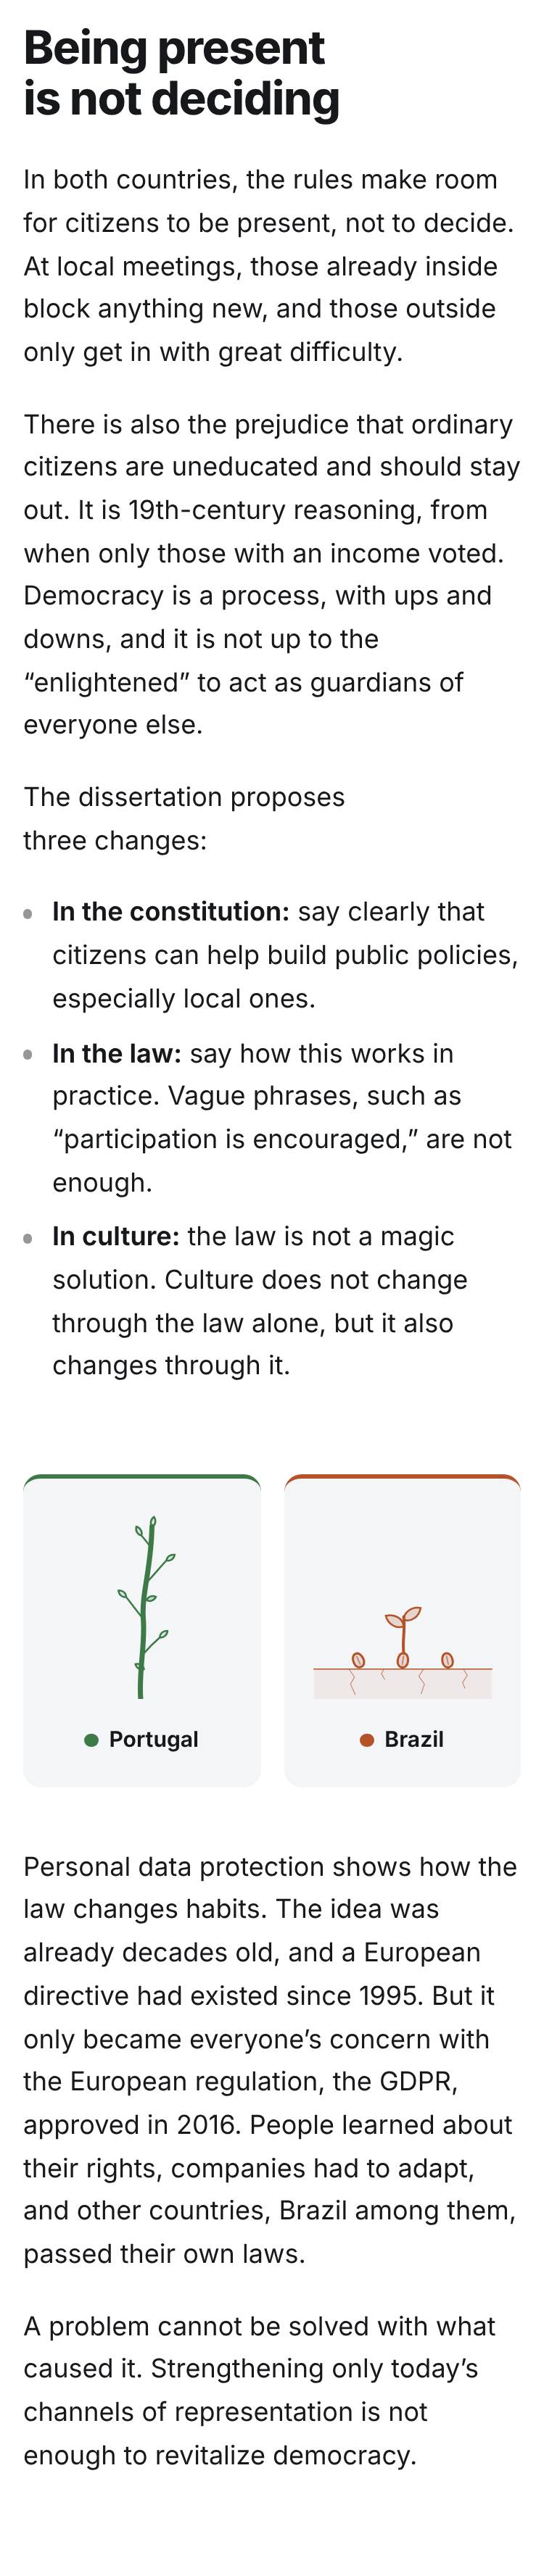 Being present
is not deciding
In both countries, the rules make room
for citizens to be present, not to decide.
At local meetings, those already inside
block anything new, and those outside
only get in with great difficulty.
There is also the prejudice that ordinary
citizens are uneducated and should stay
out. It is 19th-century reasoning, from
when only those with an income voted.
Democracy is a process, with ups and
downs, and it is not up to the
“enlightened” to act as guardians of
everyone else.
The dissertation proposes
three changes:
In the constitution: say clearly that
citizens can help build public policies,
especially local ones.
In the law: say how this works in
practice. Vague phrases, such as
“participation is encouraged,” are not
enough.
In culture: the law is not a magic
solution. Culture does not change
through the law alone, but it also
changes through it.
Portugal
Brazil
Personal data protection shows how the
law changes habits. The idea was
already decades old, and a European
directive had existed since 1995. But it
only became everyone’s concern with
the European regulation, the GDPR,
approved in 2016. People learned about
their rights, companies had to adapt,
and other countries, Brazil among them,
passed their own laws.
A problem cannot be solved with what
caused it. Strengthening only today’s
channels of representation is not
enough to revitalize democracy.